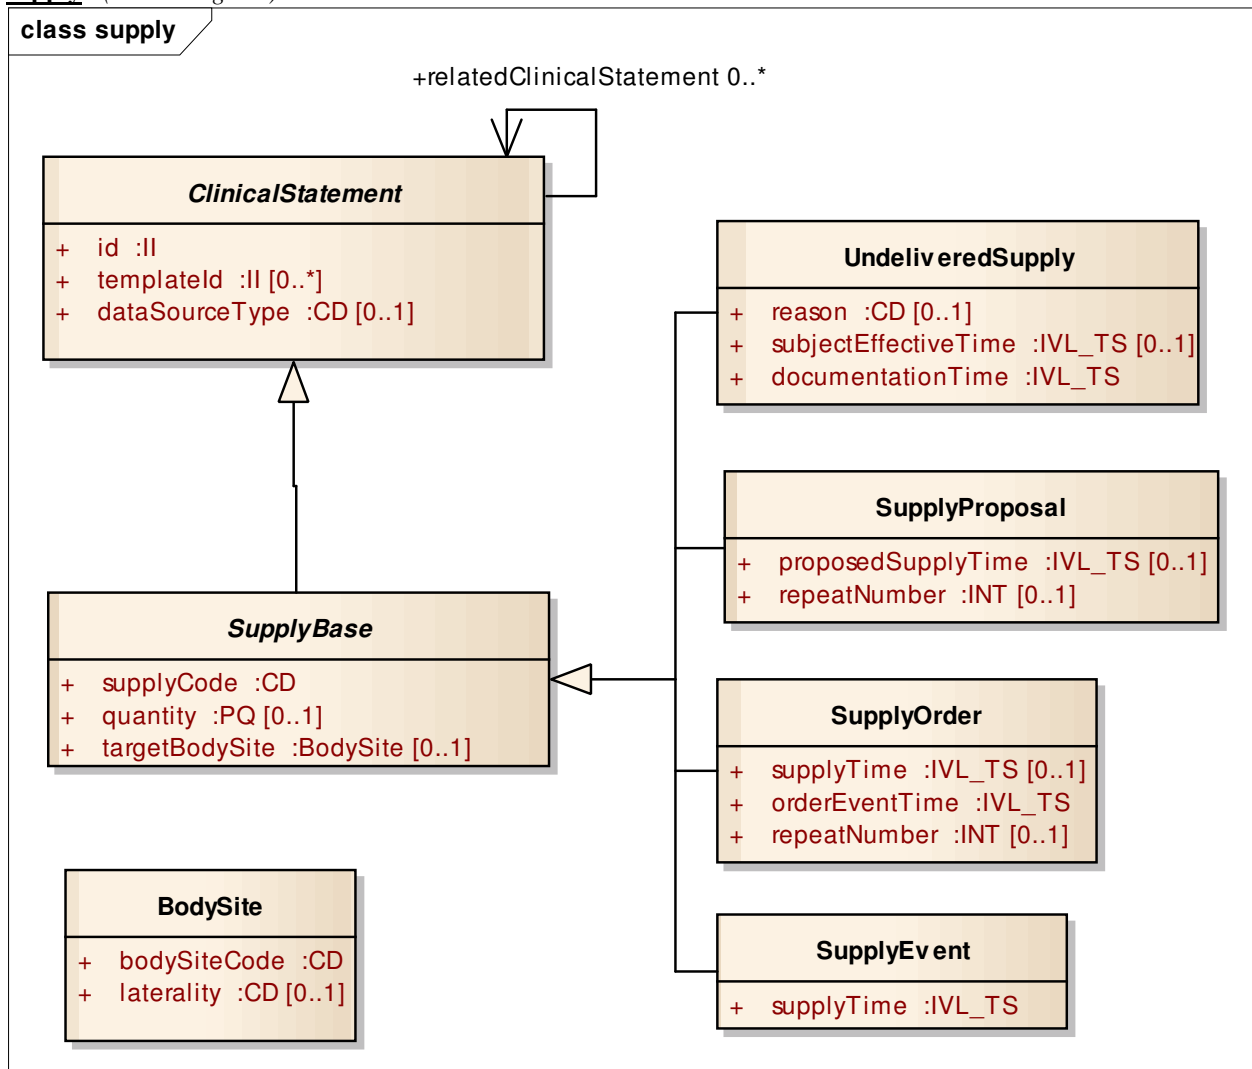 class supply
+relatedClinicalStatement 0..*
ClinicalStatement
+ id :II
+ templateId :II [0..*]
+ dataSourceType :CD [0..1]
UndeliveredSupply
+ reason :CD [0..1]
+ subjectEffectiveTime :IVL_TS [0..1]
+ documentationTime :IVL_TS
SupplyProposal
+ proposedSupplyTime :IVL_TS [0..1]
+ repeatNumber :INT [0..1]
SupplyBase
+ supplyCode :CD
+ quantity :PQ [0..1]
+ targetBodySite :BodySite [0..1]
SupplyOrder
+ supplyTime :IVL_TS [0..1]
+ orderEventTime :IVL_TS
+ repeatNumber :INT [0..1]
BodySite
+ bodySiteCode :CD
+ laterality :CD [0..1]
SupplyEvent
+ supplyTime :IVL_TS